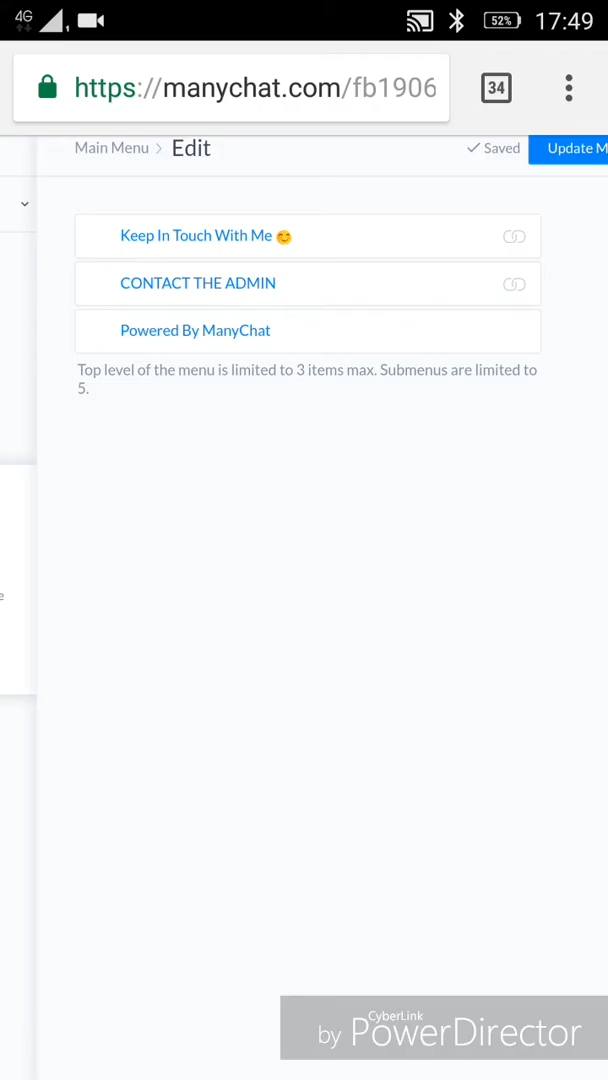 4G 52% 17:49
https://manychat.com/fb1906 34
Main Menu > Edit Saved Update M
Keep In Touch With Me 😊
CONTACT THE ADMIN
Powered By ManyChat
Top level of the menu is limited to 3 items max. Submenus are limited to
5.
e
CyberLink
by PowerDirector